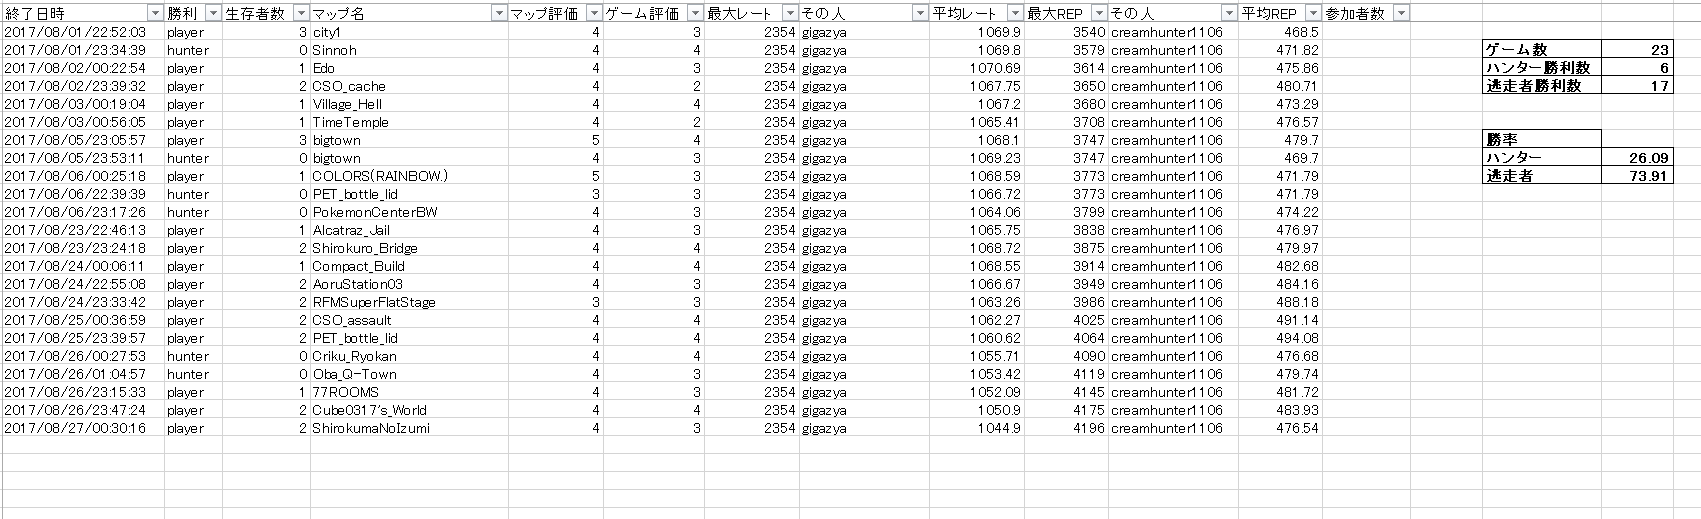 終了日時 勝利 生存者数 マップ名 マップ評価 ゲーム評価 最大レート その人 平均レート 最大REP その人 平均REP 参加者数
2017/08/01/22:52:03 player 3 city1 4 3 2354 gigazya 1069.9 3540 creamhunter1106 468.5
2017/08/01/23:34:39 hunter 0 Sinnoh 4 4 2354 gigazya 1069.8 3579 creamhunter1106 471.82 ゲーム数 23
2017/08/02/00:22:54 player 1 Edo 4 3 2354 gigazya 1070.69 3614 creamhunter1106 475.86 ハンター勝利数 6
2017/08/02/23:39:32 player 2 CSO_cache 4 2 2354 gigazya 1067.75 3650 creamhunter1106 480.71 逃走者勝利数 17
2017/08/03/00:19:04 player 1 Village_Hell 4 4 2354 gigazya 1067.2 3680 creamhunter1106 473.29
2017/08/03/00:56:05 player 1 TimeTemple 4 2 2354 gigazya 1065.41 3708 creamhunter1106 476.57
2017/08/05/23:05:57 player 3 bigtown 5 4 2354 gigazya 1068.1 3747 creamhunter1106 479.7 勝率
2017/08/05/23:53:11 hunter 0 bigtown 4 3 2354 gigazya 1069.23 3747 creamhunter1106 469.7 ハンター 26.09
2017/08/06/00:25:18 player 1 COLORS(RAINBOW.) 5 3 2354 gigazya 1068.59 3773 creamhunter1106 471.79 逃走者 73.91
2017/08/06/22:39:39 hunter 0 PET_bottle_lid 3 3 2354 gigazya 1066.72 3773 creamhunter1106 471.79
2017/08/06/23:17:26 hunter 0 PokemonCenterBW 4 3 2354 gigazya 1064.06 3799 creamhunter1106 474.22
2017/08/23/22:46:13 player 1 Alcatraz_Jail 4 3 2354 gigazya 1065.75 3838 creamhunter1106 476.97
2017/08/23/23:24:18 player 2 Shirokuro_Bridge 4 4 2354 gigazya 1068.72 3875 creamhunter1106 479.97
2017/08/24/00:06:11 player 1 Compact_Build 4 4 2354 gigazya 1068.55 3914 creamhunter1106 482.68
2017/08/24/22:55:08 player 2 AoruStation03 4 4 2354 gigazya 1066.67 3949 creamhunter1106 484.16
2017/08/24/23:33:42 player 2 RFMSuperFlatStage 3 3 2354 gigazya 1063.26 3986 creamhunter1106 488.18
2017/08/25/00:36:59 player 2 CSO_assault 4 4 2354 gigazya 1062.27 4025 creamhunter1106 491.14
2017/08/25/23:39:57 player 2 PET_bottle_lid 4 4 2354 gigazya 1060.62 4064 creamhunter1106 494.08
2017/08/26/00:27:53 hunter 0 Criku_Ryokan 4 4 2354 gigazya 1055.71 4090 creamhunter1106 476.68
2017/08/26/01:04:57 hunter 0 Oba_Q-Town 4 3 2354 gigazya 1053.42 4119 creamhunter1106 479.74
2017/08/26/23:15:33 player 1 77ROOMS 4 3 2354 gigazya 1052.09 4145 creamhunter1106 481.72
2017/08/26/23:47:24 player 2 Cube0317's_World 4 4 2354 gigazya 1050.9 4175 creamhunter1106 483.93
2017/08/27/00:30:16 player 2 ShirokumaNoIzumi 4 3 2354 gigazya 1044.9 4196 creamhunter1106 476.54